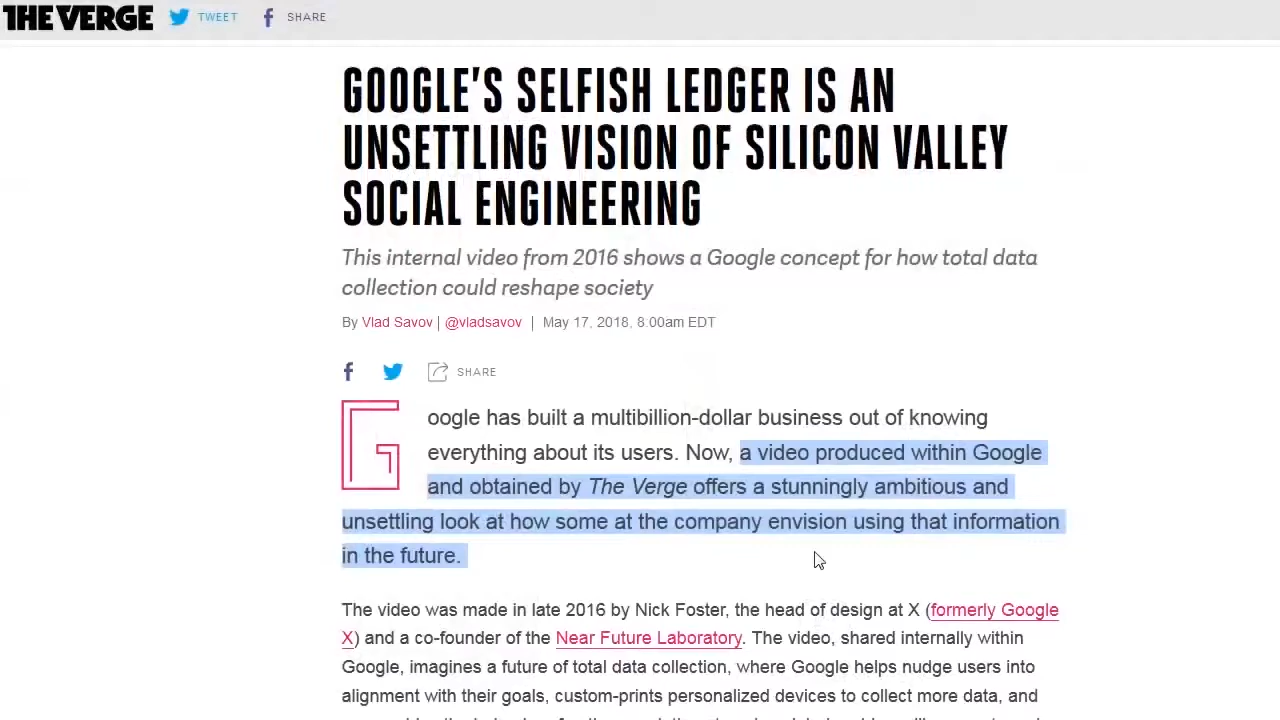 THE VERGE TWEET SHARE
GOOGLE'S SELFISH LEDGER IS AN
UNSETTLING VISION OF SILICON VALLEY
SOCIAL ENGINEERING
This internal video from 2016 shows a Google concept for how total data
collection could reshape society
By Vlad Savov | @vladsavov | May 17, 2018, 8:00am EDT
SHARE
Google has built a multibillion-dollar business out of knowing
everything about its users. Now, a video produced within Google
and obtained by The Verge offers a stunningly ambitious and
unsettling look at how some at the company envision using that information
in the future.
The video was made in late 2016 by Nick Foster, the head of design at X (formerly Google
X) and a co-founder of the Near Future Laboratory. The video, shared internally within
Google, imagines a future of total data collection, where Google helps nudge users into
alignment with their goals, custom-prints personalized devices to collect more data, and